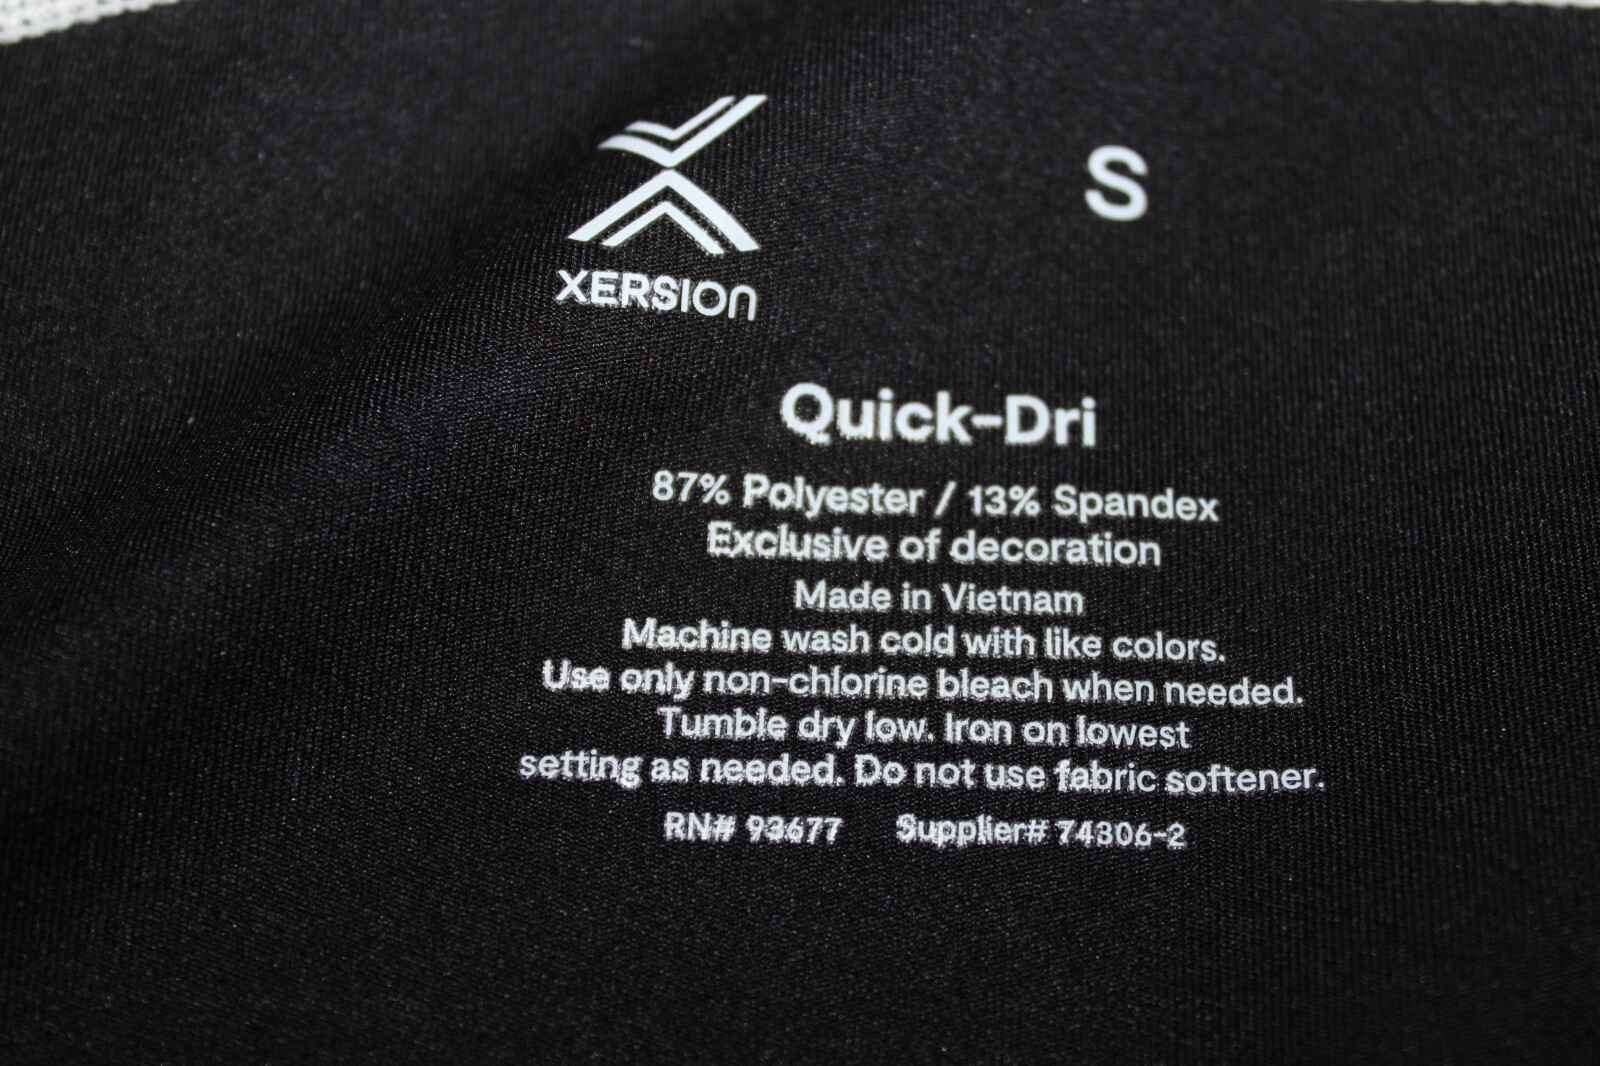 XERSION
S
Quick-Dri
87% Polyester / 13% Spandex
Exclusive of decoration
Made in Vietnam
Machine wash cold with like colors.
Use only non-chlorine bleach when needed.
Tumble dry low. Iron on lowest
setting as needed. Do not use fabric softener.
RN# 93677 Supplier# 74306-2